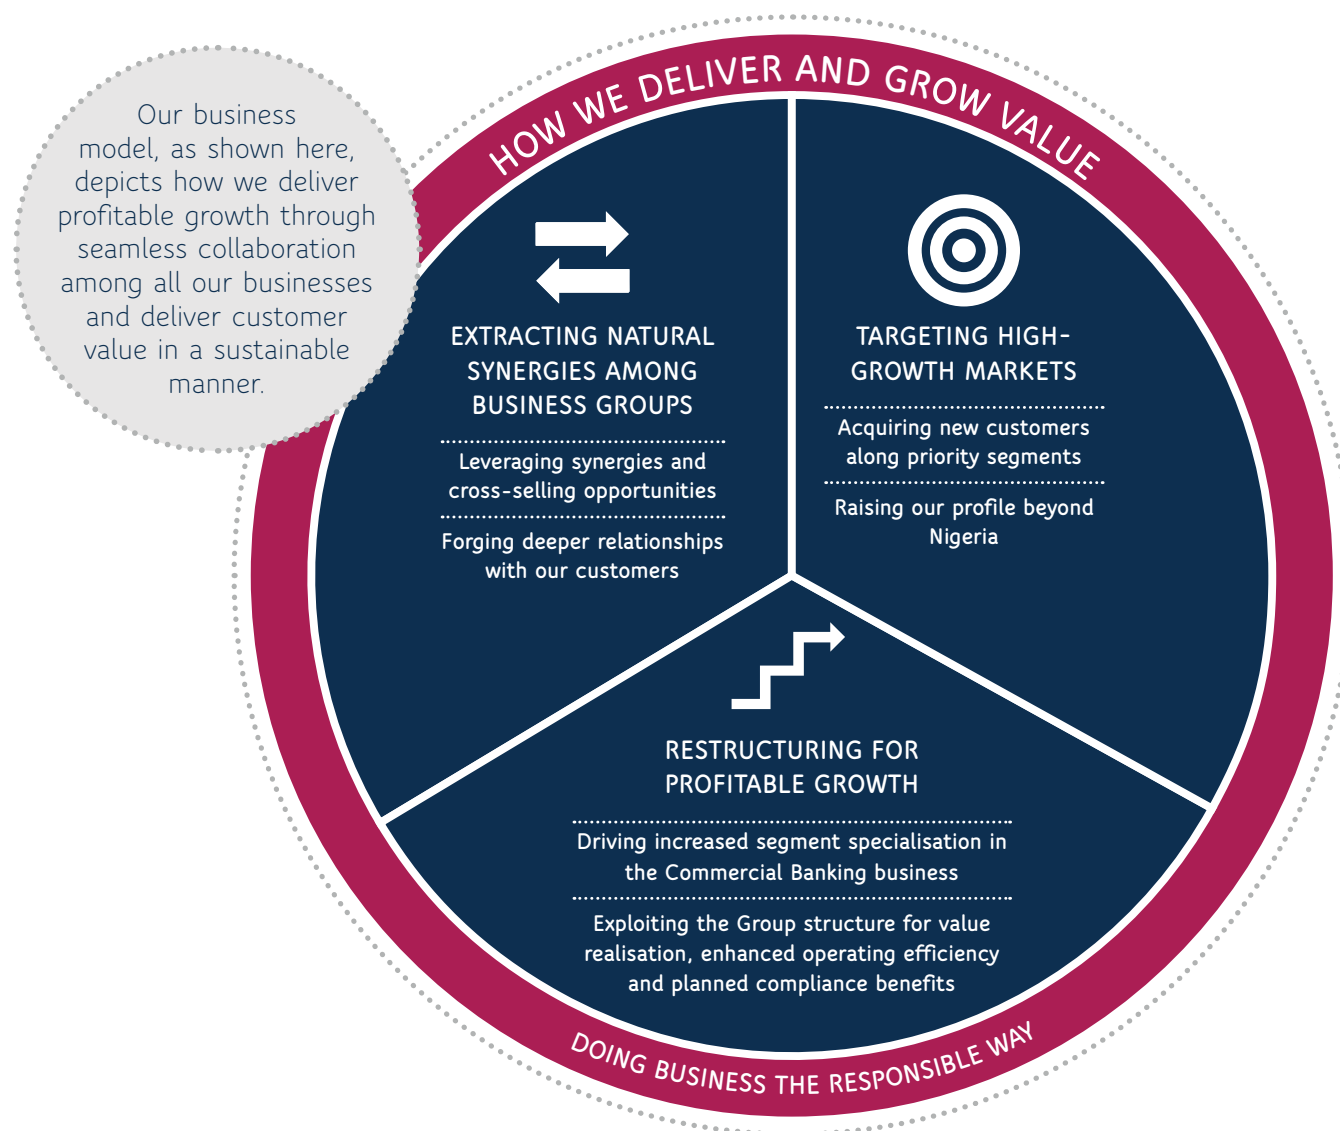 Our business
model, as shown here,
depicts how we deliver
profitable growth through
seamless collaboration
among all our businesses
and deliver customer
value in a sustainable
manner.
HOW WE DELIVER AND GROW VALUE
EXTRACTING NATURAL
SYNERGIES AMONG
BUSINESS GROUPS
Leveraging synergies and
cross-selling opportunities
Forging deeper relationships
with our customers
TARGETING HIGH-
GROWTH MARKETS
Acquiring new customers
along priority segments
Raising our profile beyond
Nigeria
RESTRUCTURING FOR
PROFITABLE GROWTH
Driving increased segment specialisation in
the Commercial Banking business
Exploiting the Group structure for value
realisation, enhanced operating efficiency
and planned compliance benefits
DOING BUSINESS THE RESPONSIBLE WAY